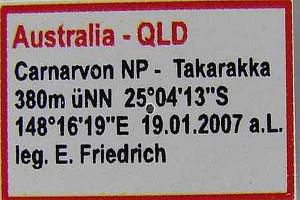 Australia - QLD
Carnarvon NP - Takarakka
380m üNN 25°04'13"S
148°16'19"E 19.01.2007 a.L.
leg. E. Friedrich